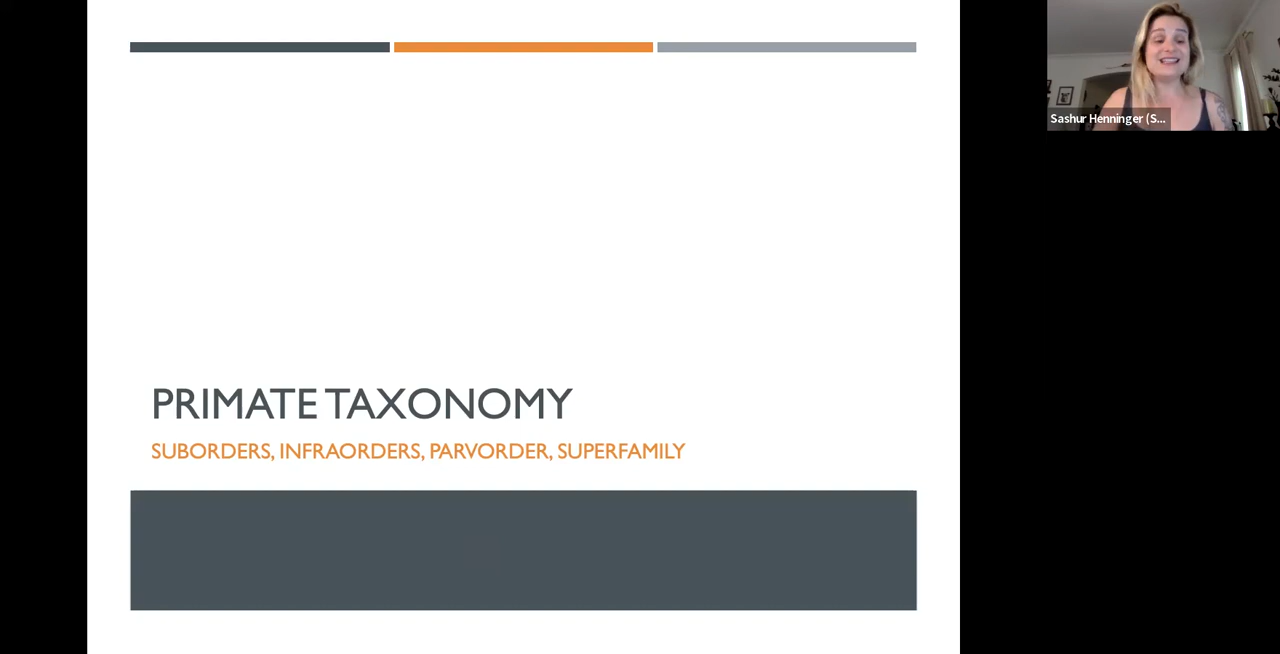 Sashur Henninger (S...
PRIMATE TAXONOMY
SUBORDERS, INFRAORDERS, PARVORDER, SUPERFAMILY